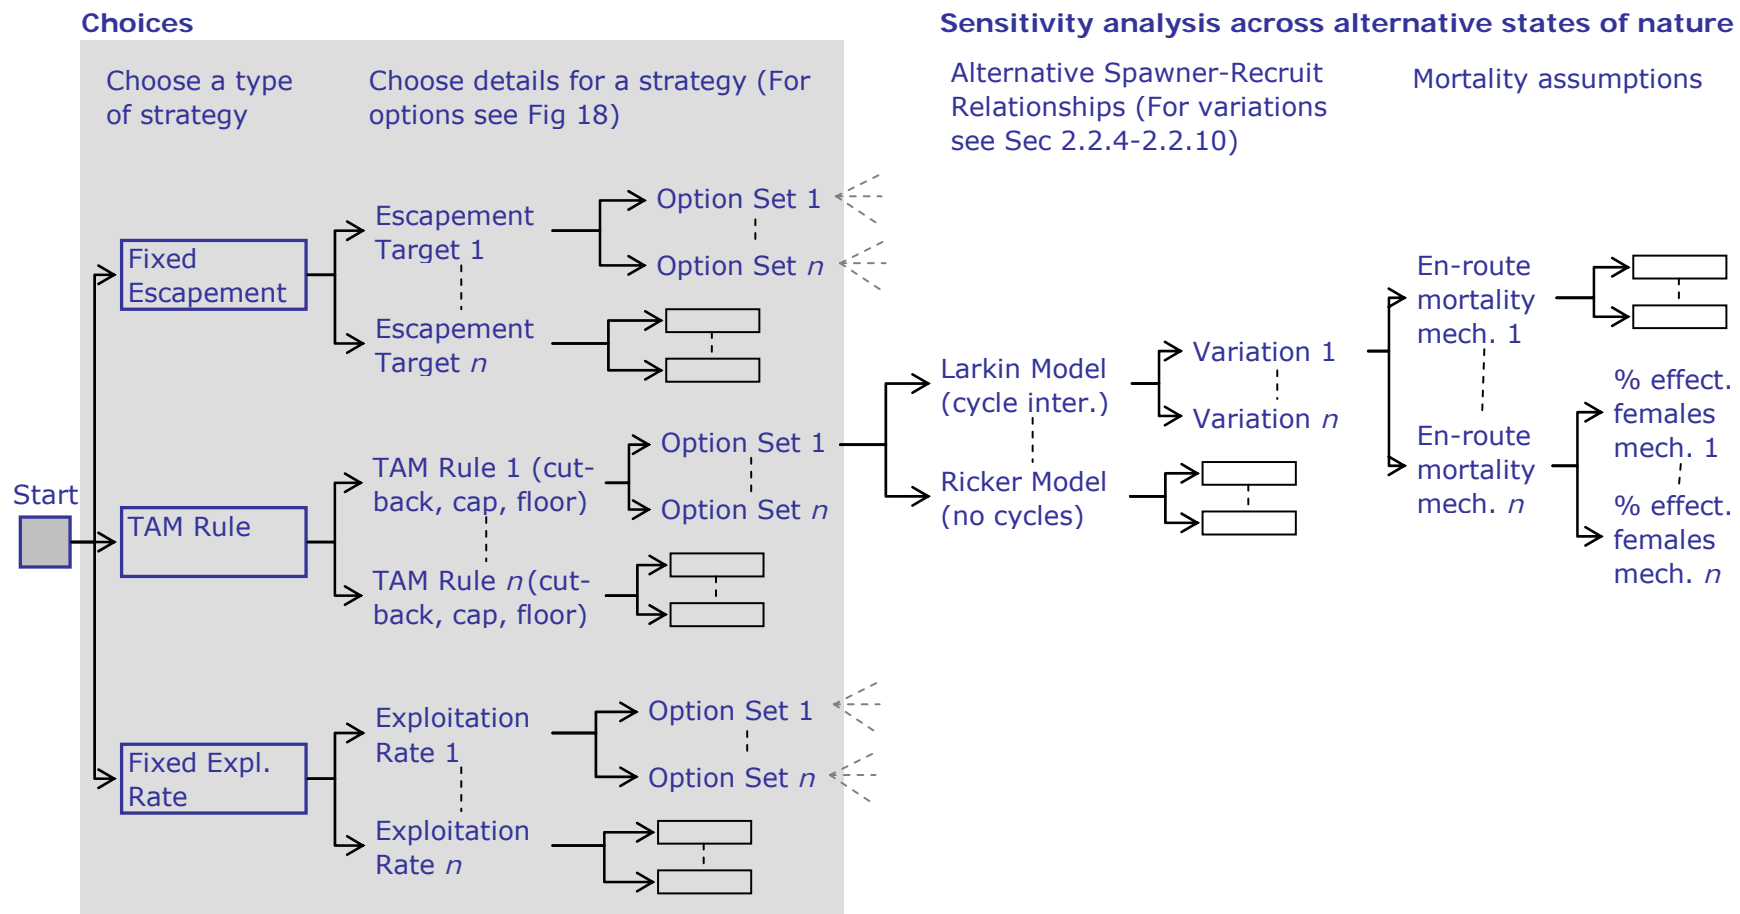 Choices
Sensitivity analysis across alternative states of nature
Choose a type
of strategy
Choose details for a strategy (For
options see Fig 18)
Alternative Spawner-Recruit
Relationships (For variations
see Sec 2.2.4-2.2.10)
Mortality assumptions
Start
Fixed
Escapement
Escapement
Target 1
Option Set 1
Option Set n
Escapement
Target n
TAM Rule
TAM Rule 1 (cut-
back, cap, floor)
Option Set 1
Option Set n
TAM Rule n (cut-
back, cap, floor)
Fixed Expl.
Rate
Exploitation
Rate 1
Option Set 1
Option Set n
Exploitation
Rate n
Larkin Model
(cycle inter.)
Variation 1
Variation n
Ricker Model
(no cycles)
En-route
mortality
mech. 1
En-route
mortality
mech. n
% effect.
females
mech. 1
% effect.
females
mech. n